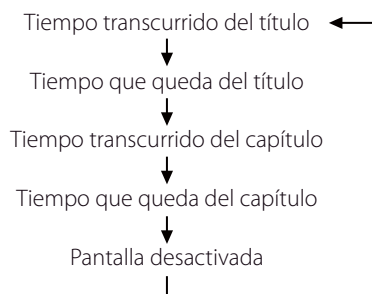 Tiempo transcurrido del título
Tiempo que queda del título
Tiempo transcurrido del capítulo
Tiempo que queda del capítulo
Pantalla desactivada